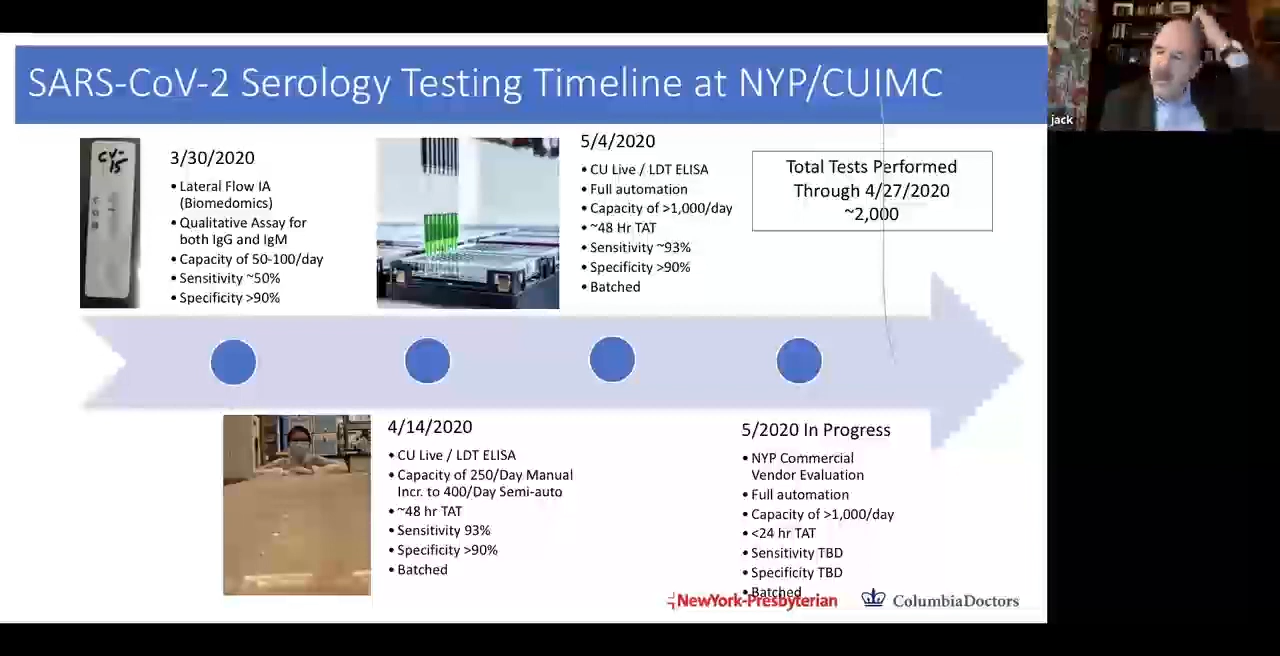 SARS-CoV-2 Serology Testing Timeline at NYP/CUIMC
jack
CV-
15
3/30/2020
• Lateral Flow IA
(Biomedomics)
• Qualitative Assay for
both IgG and IgM
• Capacity of 50-100/day
• Sensitivity ~50%
• Specificity >90%
5/4/2020
• CU Live / LDT ELISA
• Full automation
• Capacity of >1,000/day
• ~48 Hr TAT
• Sensitivity ~93%
• Specificity >90%
• Batched
Total Tests Performed
Through 4/27/2020
~2,000
4/14/2020
• CU Live / LDT ELISA
• Capacity of 250/Day Manual
Incr. to 400/Day Semi-auto
• ~48 hr TAT
• Sensitivity 93%
• Specificity >90%
• Batched
5/2020 In Progress
• NYP Commercial
Vendor Evaluation
• Full automation
• Capacity of >1,000/day
• <24 hr TAT
• Sensitivity TBD
• Specificity TBD
• Batched
NewYork-Presbyterian
ColumbiaDoctors